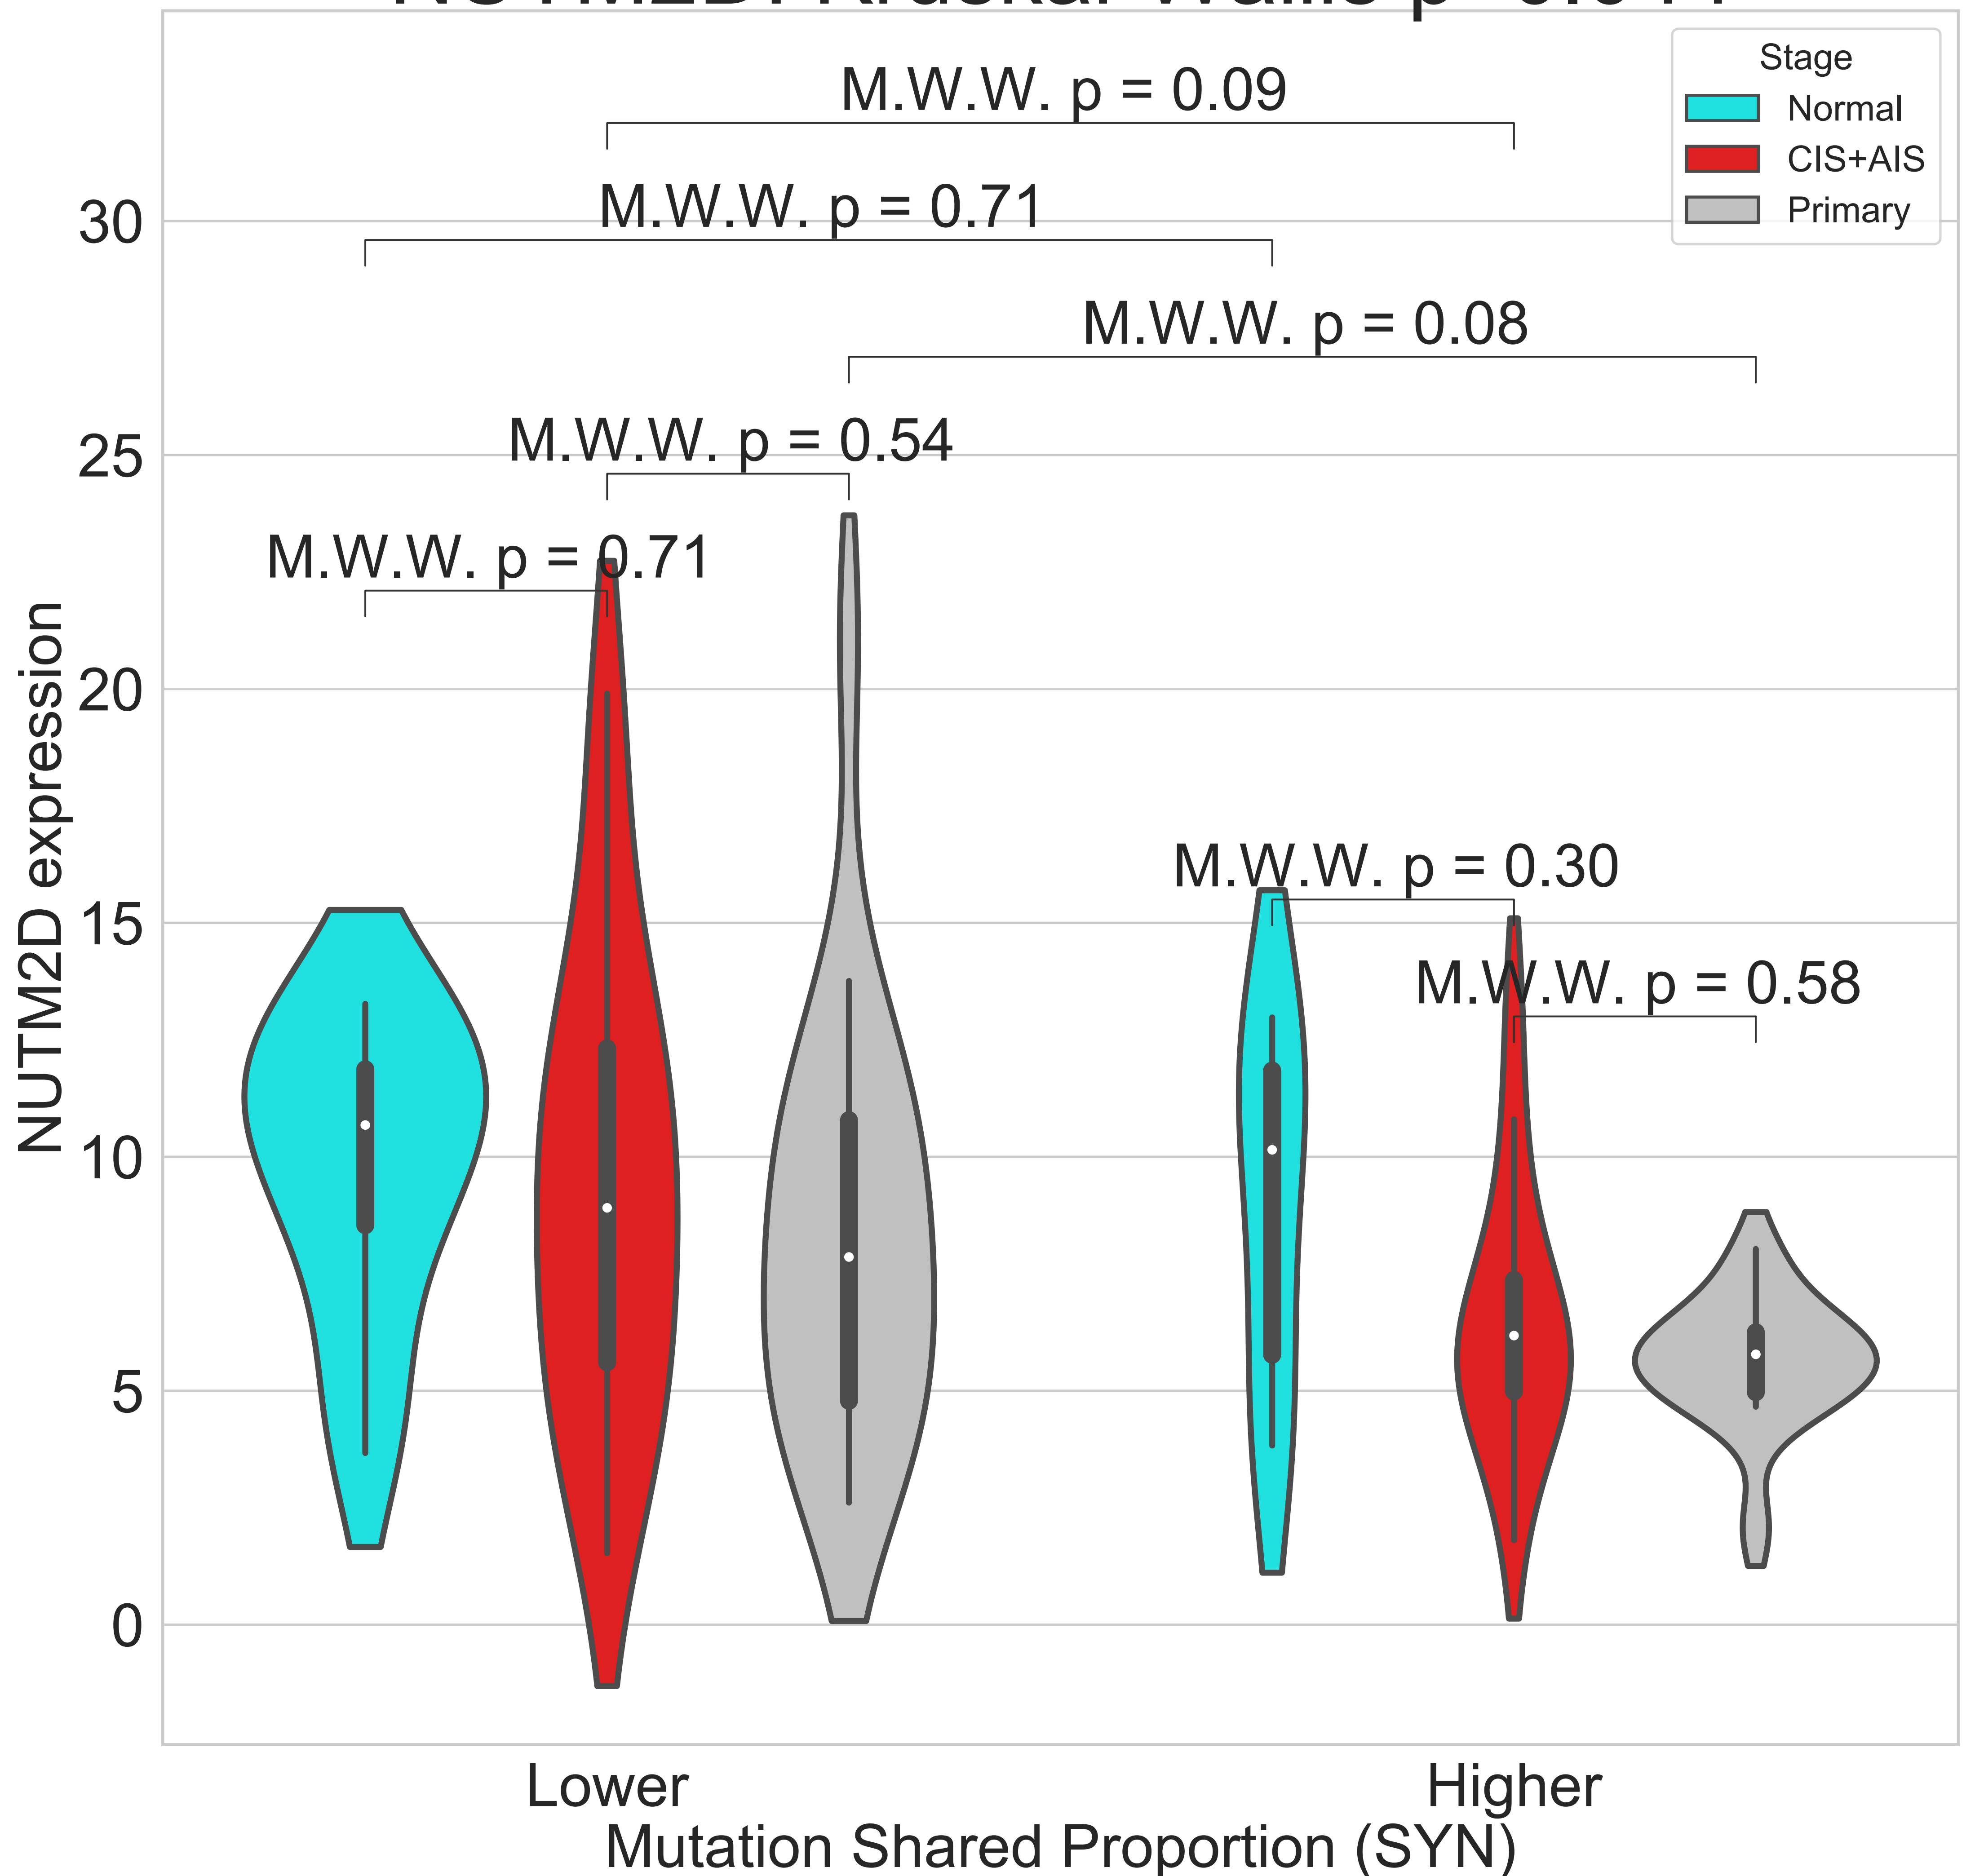 Stage
Normal
CIS+AIS
Primary
M.W.W. p = 0.09
M.W.W. p = 0.71
M.W.W. p = 0.08
M.W.W. p = 0.54
M.W.W. p = 0.71
M.W.W. p = 0.30
M.W.W. p = 0.58
30
25
20
15
10
5
0
NUTM2D expression
Lower
Higher
Mutation Shared Proportion (SYN)